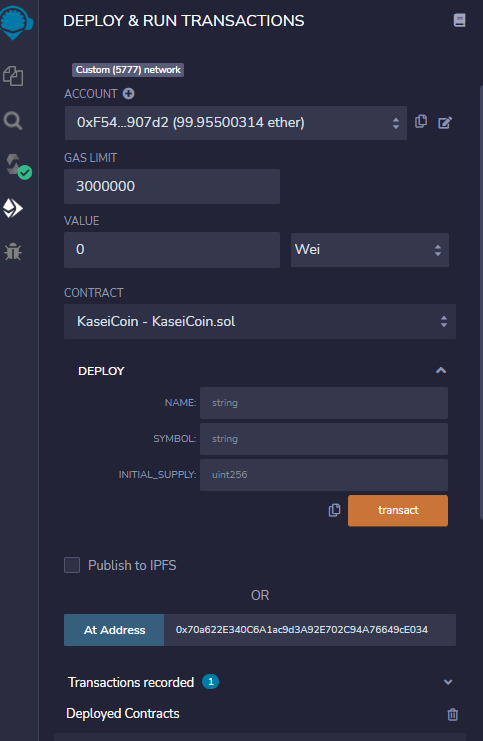 DEPLOY & RUN TRANSACTIONS
Custom (5777) network
ACCOUNT
0xF54...907d2 (99.95500314 ether)
GAS LIMIT
3000000
VALUE
0
Wei
CONTRACT
KaseiCoin - KaseiCoin.sol
DEPLOY
NAME: string
SYMBOL: string
INITIAL_SUPPLY: uint256
transact
Publish to IPFS
OR
At Address 0x70a622E340C6A1ac9d3A92E702C94A76649cE034
Transactions recorded 1
Deployed Contracts